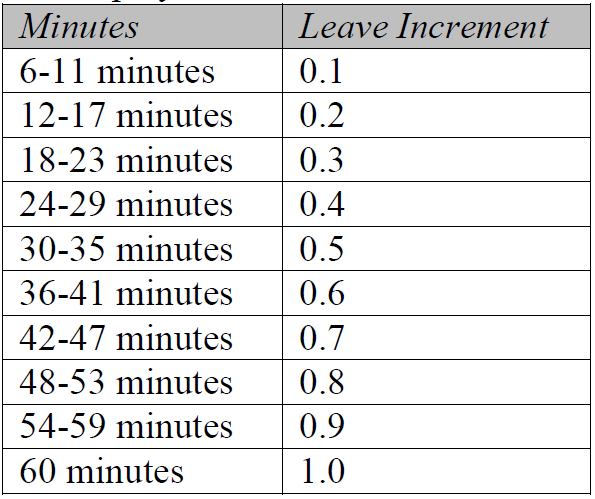 Minutes Leave Increment
6-11 minutes 0.1
12-17 minutes 0.2
18-23 minutes 0.3
24-29 minutes 0.4
30-35 minutes 0.5
36-41 minutes 0.6
42-47 minutes 0.7
48-53 minutes 0.8
54-59 minutes 0.9
60 minutes 1.0